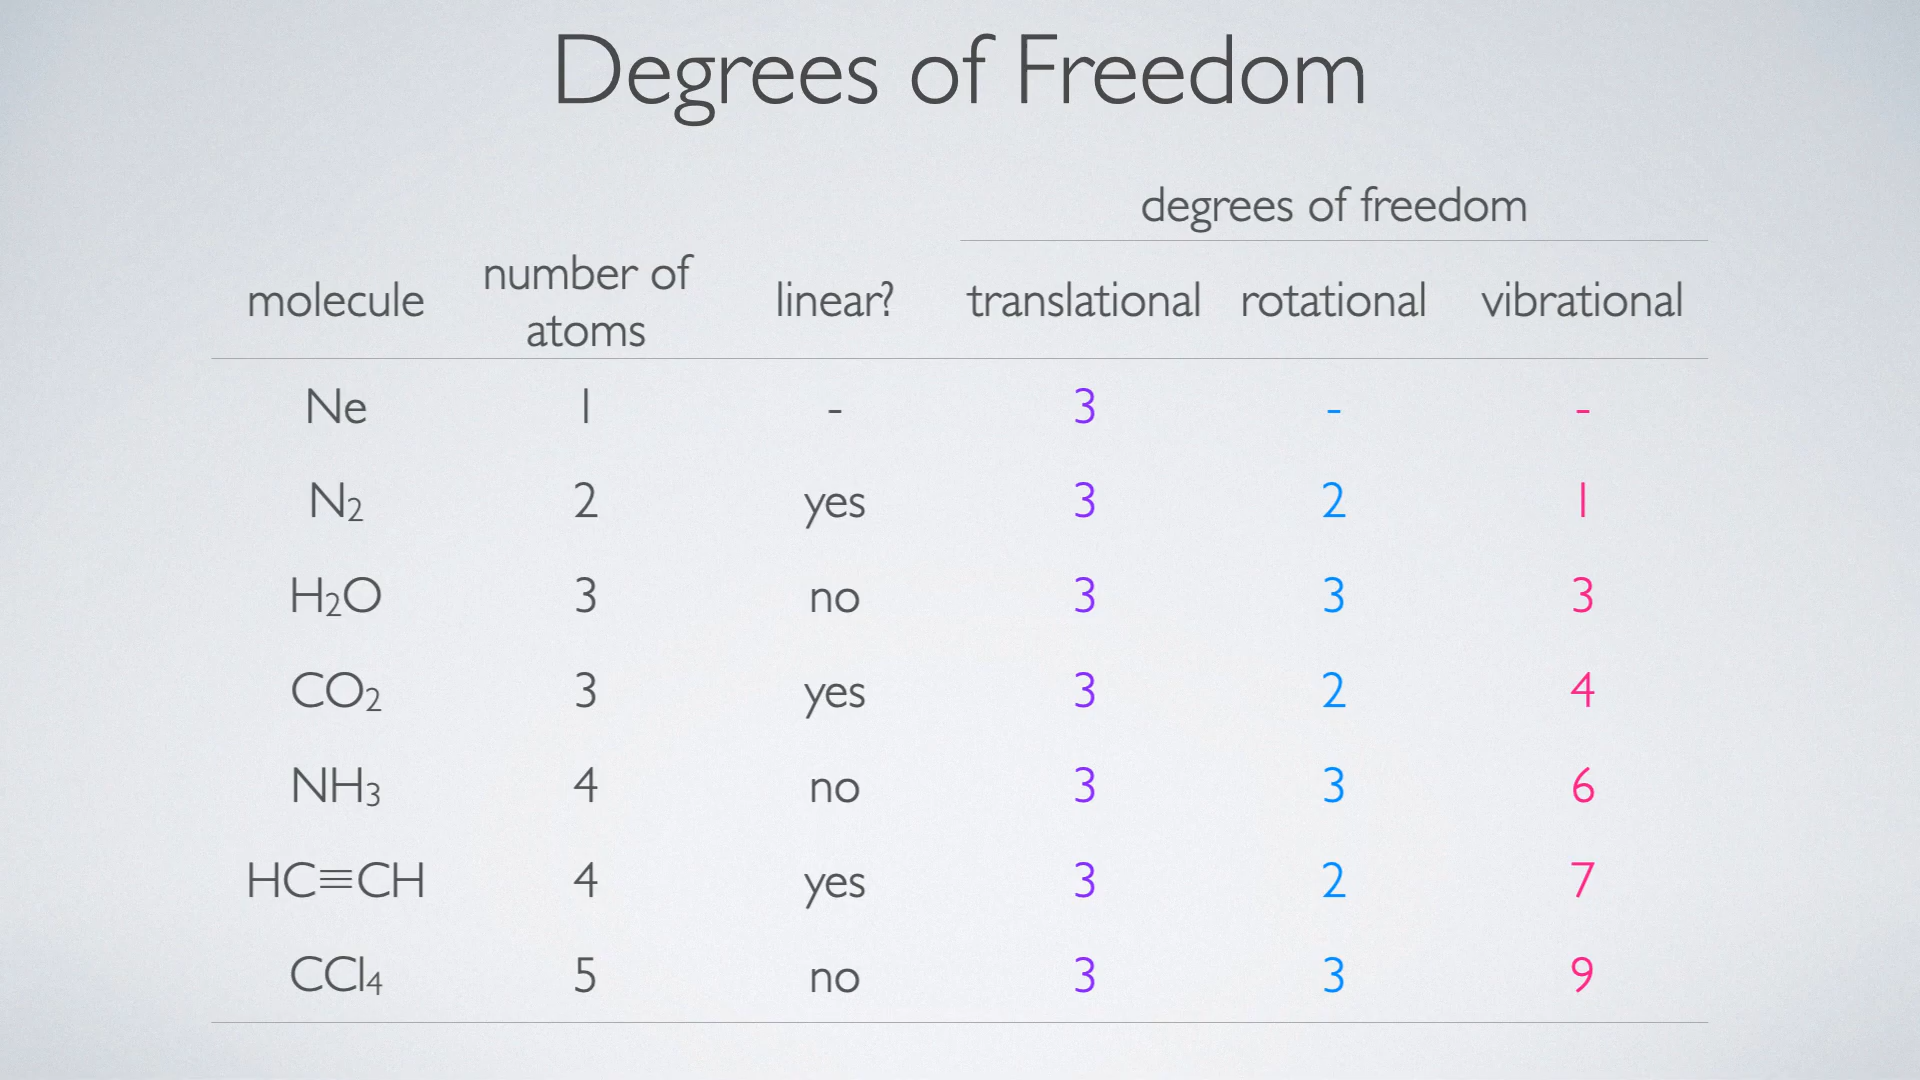 Degrees of Freedom
degrees of freedom
molecule number of atoms linear? translational rotational vibrational
Ne 1 - 3 - -
N₂ 2 yes 3 2 1
H₂O 3 no 3 3 3
CO₂ 3 yes 3 2 4
NH₃ 4 no 3 3 6
HC≡CH 4 yes 3 2 7
CCl₄ 5 no 3 3 9